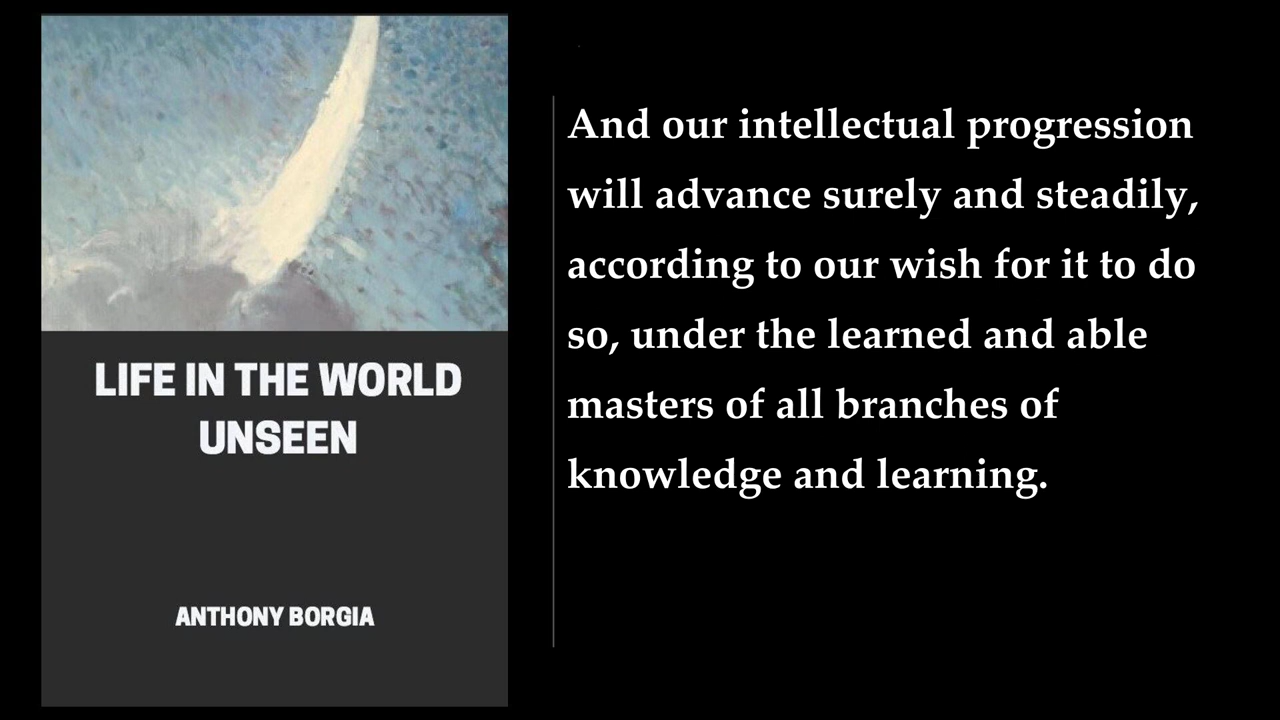 LIFE IN THE WORLD
UNSEEN
ANTHONY BORGIA
And our intellectual progression
will advance surely and steadily,
according to our wish for it to do
so, under the learned and able
masters of all branches of
knowledge and learning.